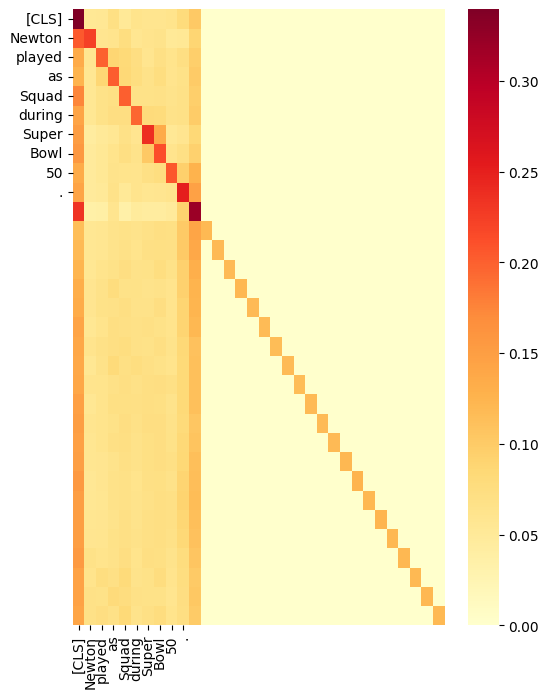 [CLS]
Newton
played
as
Squad
during
Super
Bowl
50
.
[CLS]
Newton
played
as
Squad
during
Super
Bowl
50
.
0.30
0.25
0.20
0.15
0.10
0.05
0.00